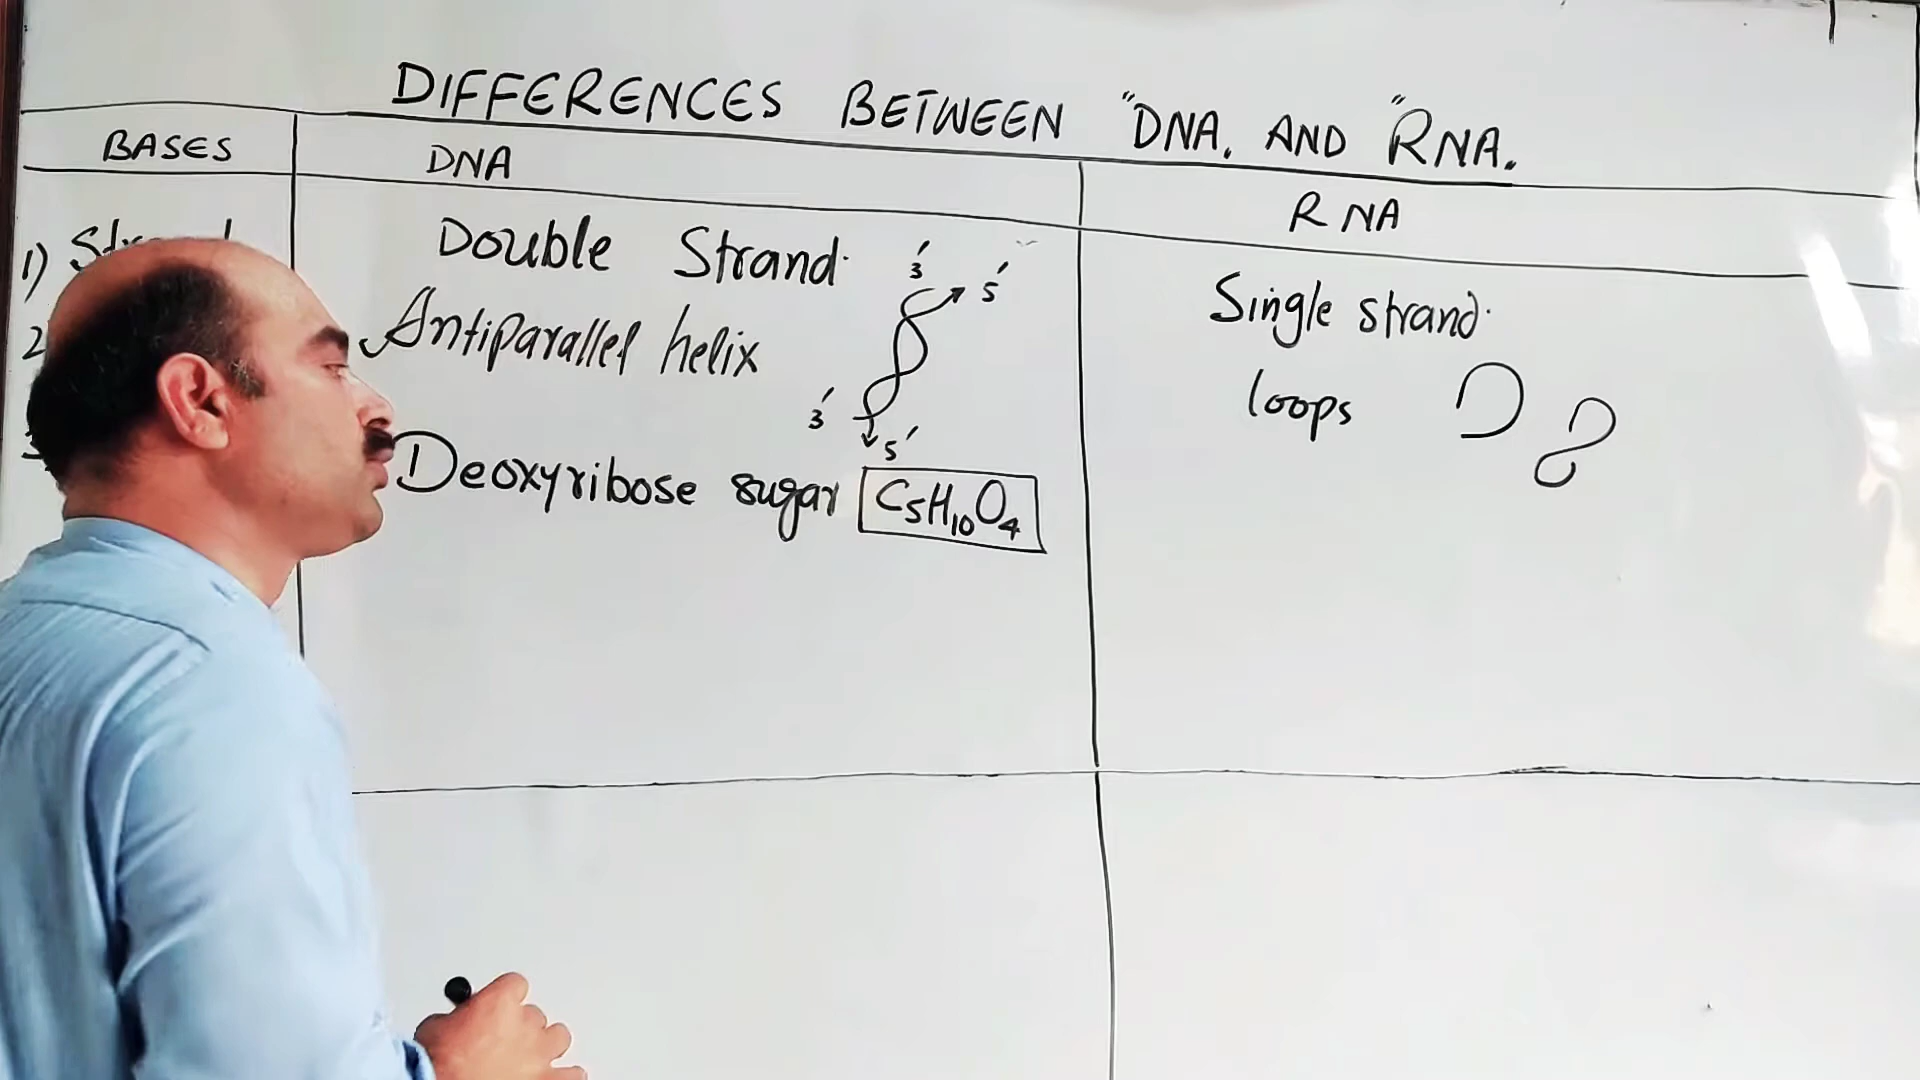 DIFFERENCES BETWEEN "DNA. AND "RNA.
BASES DNA RNA
1) Double Strand. 3' 5' Single strand.
2 Antiparallel helix loops
3' 5'
Deoxyribose sugar C5H10O4